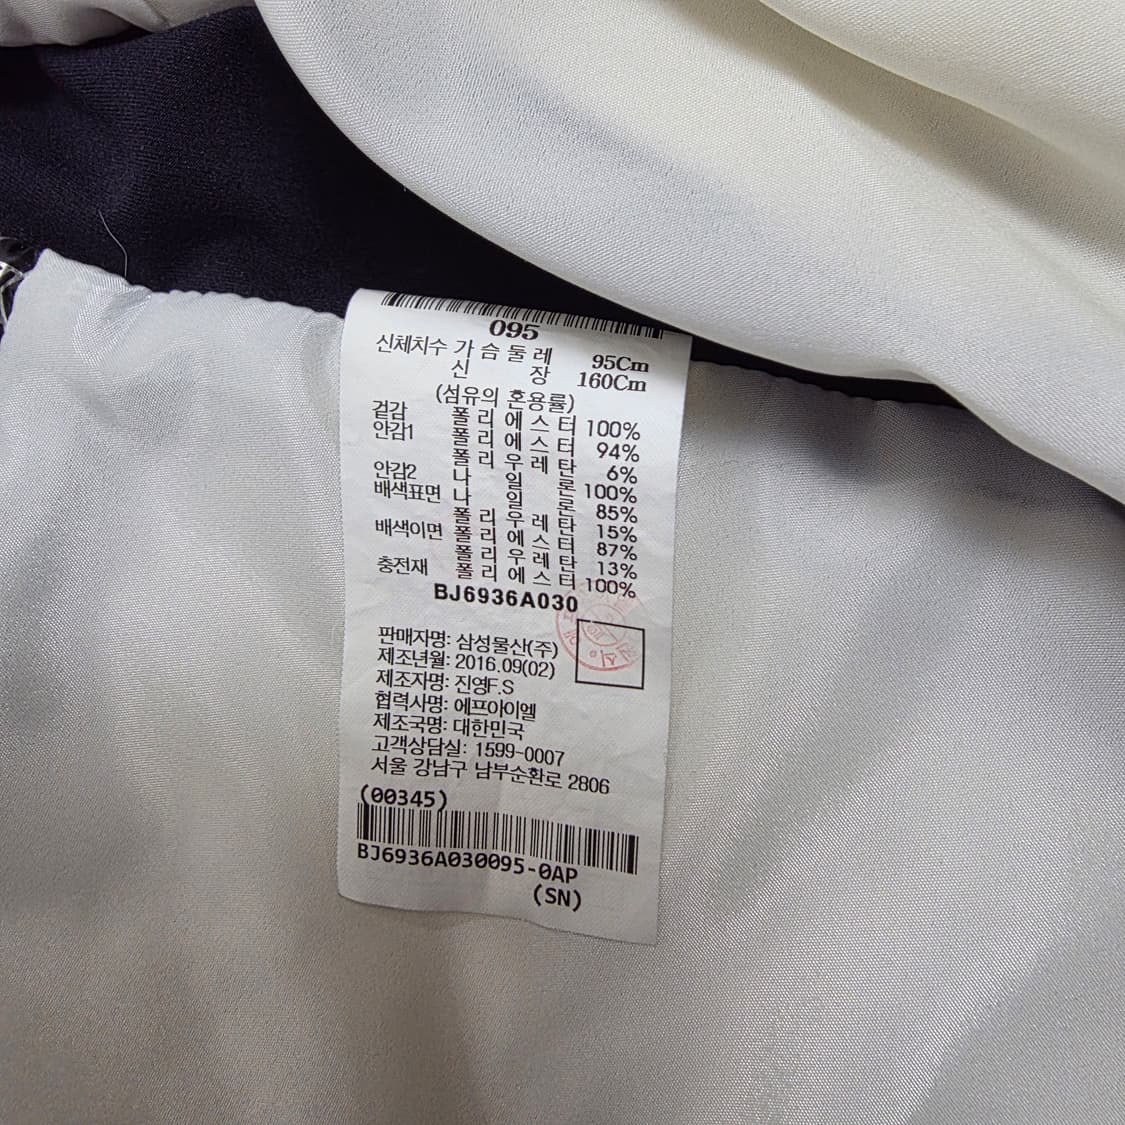 095
신체치수 가 슴 둘 레 95Cm
신 장 160Cm
(섬유의 혼용률)
겉감 폴 리 에 스 터 100%
안감1 폴 리 에 스 터 94%
폴 리 우 레 탄 6%
안감2 나 일 론 100%
배색표면 나 일 론 85%
폴 리 우 레 탄 15%
배색이면 폴 리 에 스 터 87%
폴 리 우 레 탄 13%
충전재 폴 리 에 스 터 100%
BJ6936A030
판매자명: 삼성물산(주)
제조년월: 2016.09(02)
제조자명: 진영F.S
협력사명: 에프아이엘
제조국명: 대한민국
고객상담실: 1599-0007
서울 강남구 남부순환로 2806
(00345)
BJ6936A030095-0AP
(SN)